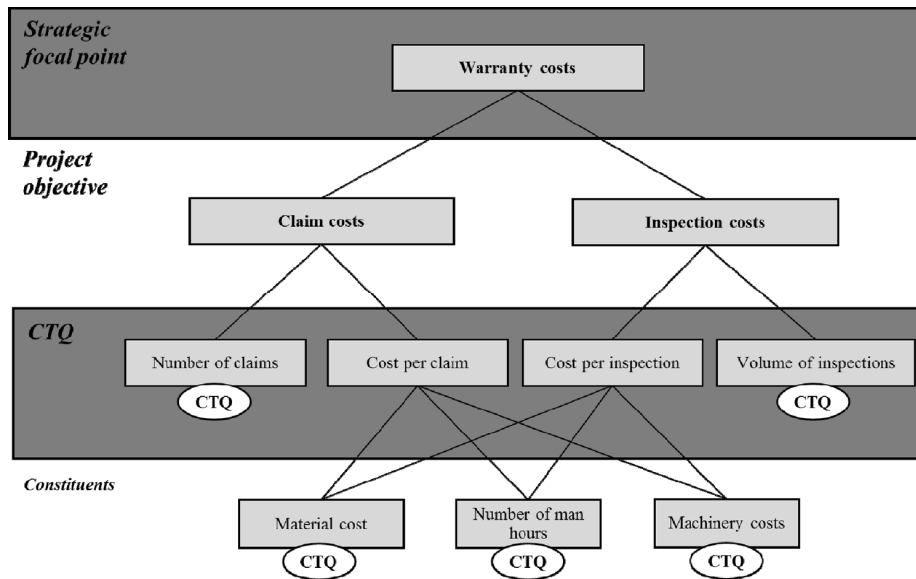 Strategic
focal point
Warranty costs
Project
objective
Claim costs
Inspection costs
CTQ
Number of claims
Cost per claim
Cost per inspection
Volume of inspections
CTQ
CTQ
Constituents
Material cost
Number of man
hours
Machinery costs
CTQ
CTQ
CTQ